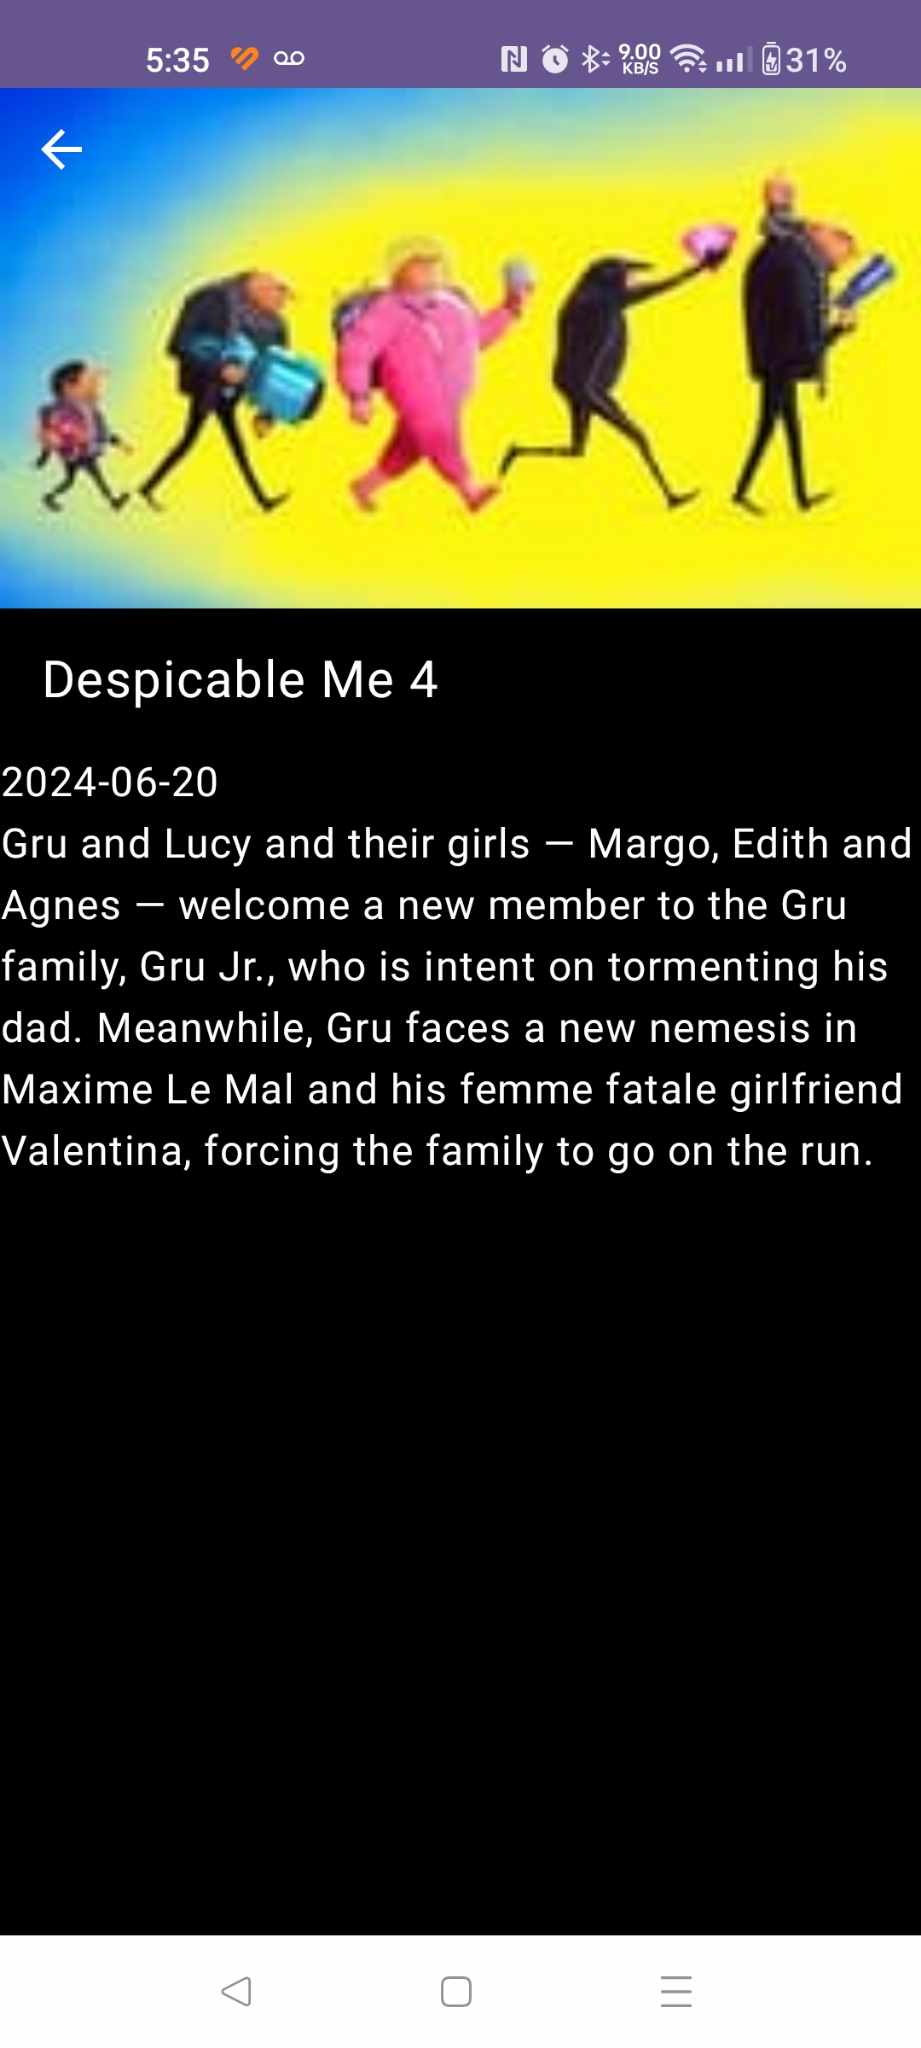 5:35 9.00 KB/S 31%
Despicable Me 4
2024-06-20
Gru and Lucy and their girls — Margo, Edith and
Agnes — welcome a new member to the Gru
family, Gru Jr., who is intent on tormenting his
dad. Meanwhile, Gru faces a new nemesis in
Maxime Le Mal and his femme fatale girlfriend
Valentina, forcing the family to go on the run.